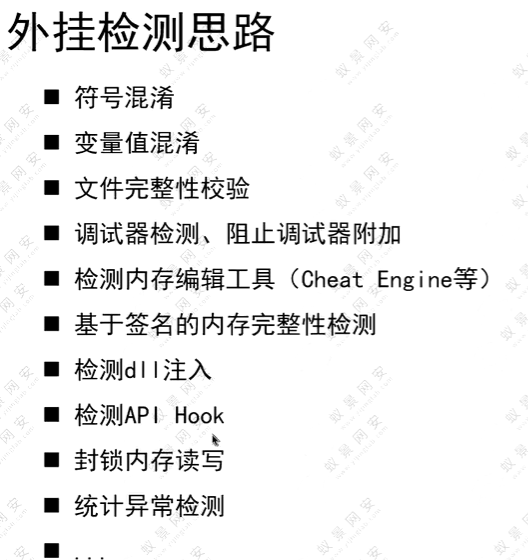 外挂检测思路
■ 符号混淆
■ 变量值混淆
■ 文件完整性校验
■ 调试器检测、阻止调试器附加
■ 检测内存编辑工具（Cheat Engine等）
■ 基于签名的内存完整性检测
■ 检测dll注入
■ 检测API Hook
■ 封锁内存读写
■ 统计异常检测
■ ...
蚁景网安